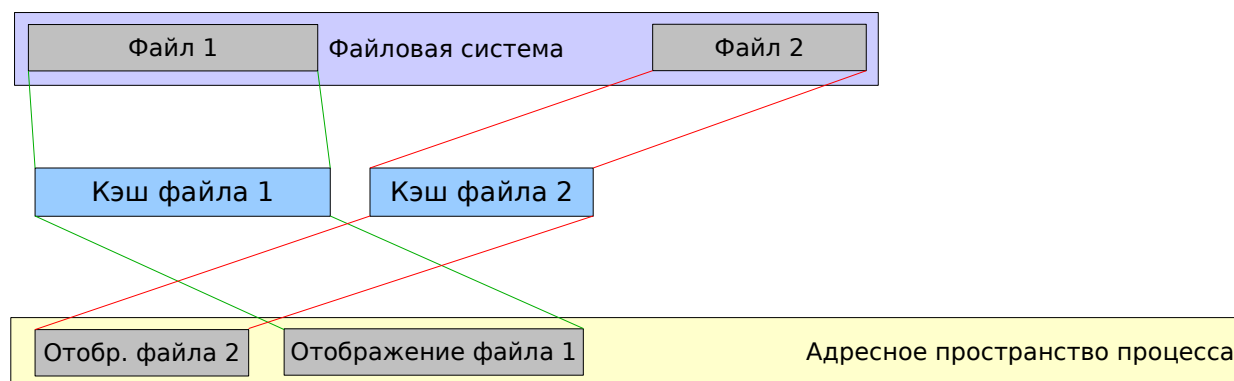 Файл 1
Файловая система
Файл 2
Кэш файла 1
Кэш файла 2
Отобр. файла 2
Отображение файла 1
Адресное пространство процесса